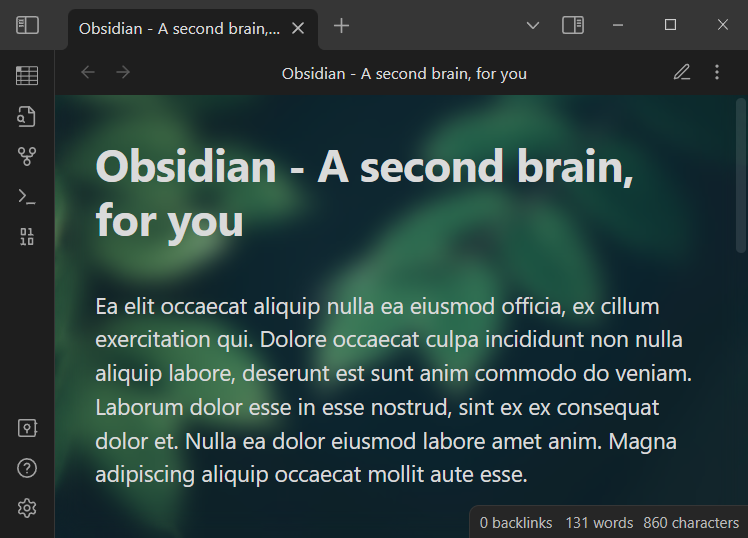 Obsidian - A second brain,...
Obsidian - A second brain, for you
Obsidian - A second brain,
for you
Ea elit occaecat aliquip nulla ea eiusmod officia, ex cillum
exercitation qui. Dolore occaecat culpa incididunt non nulla
aliquip labore, deserunt est sunt anim commodo do veniam.
Laborum dolor esse in esse nostrud, sint ex ex consequat
dolor et. Nulla ea dolor eiusmod labore amet anim. Magna
adipiscing aliquip occaecat mollit aute esse.
0 backlinks 131 words 860 characters